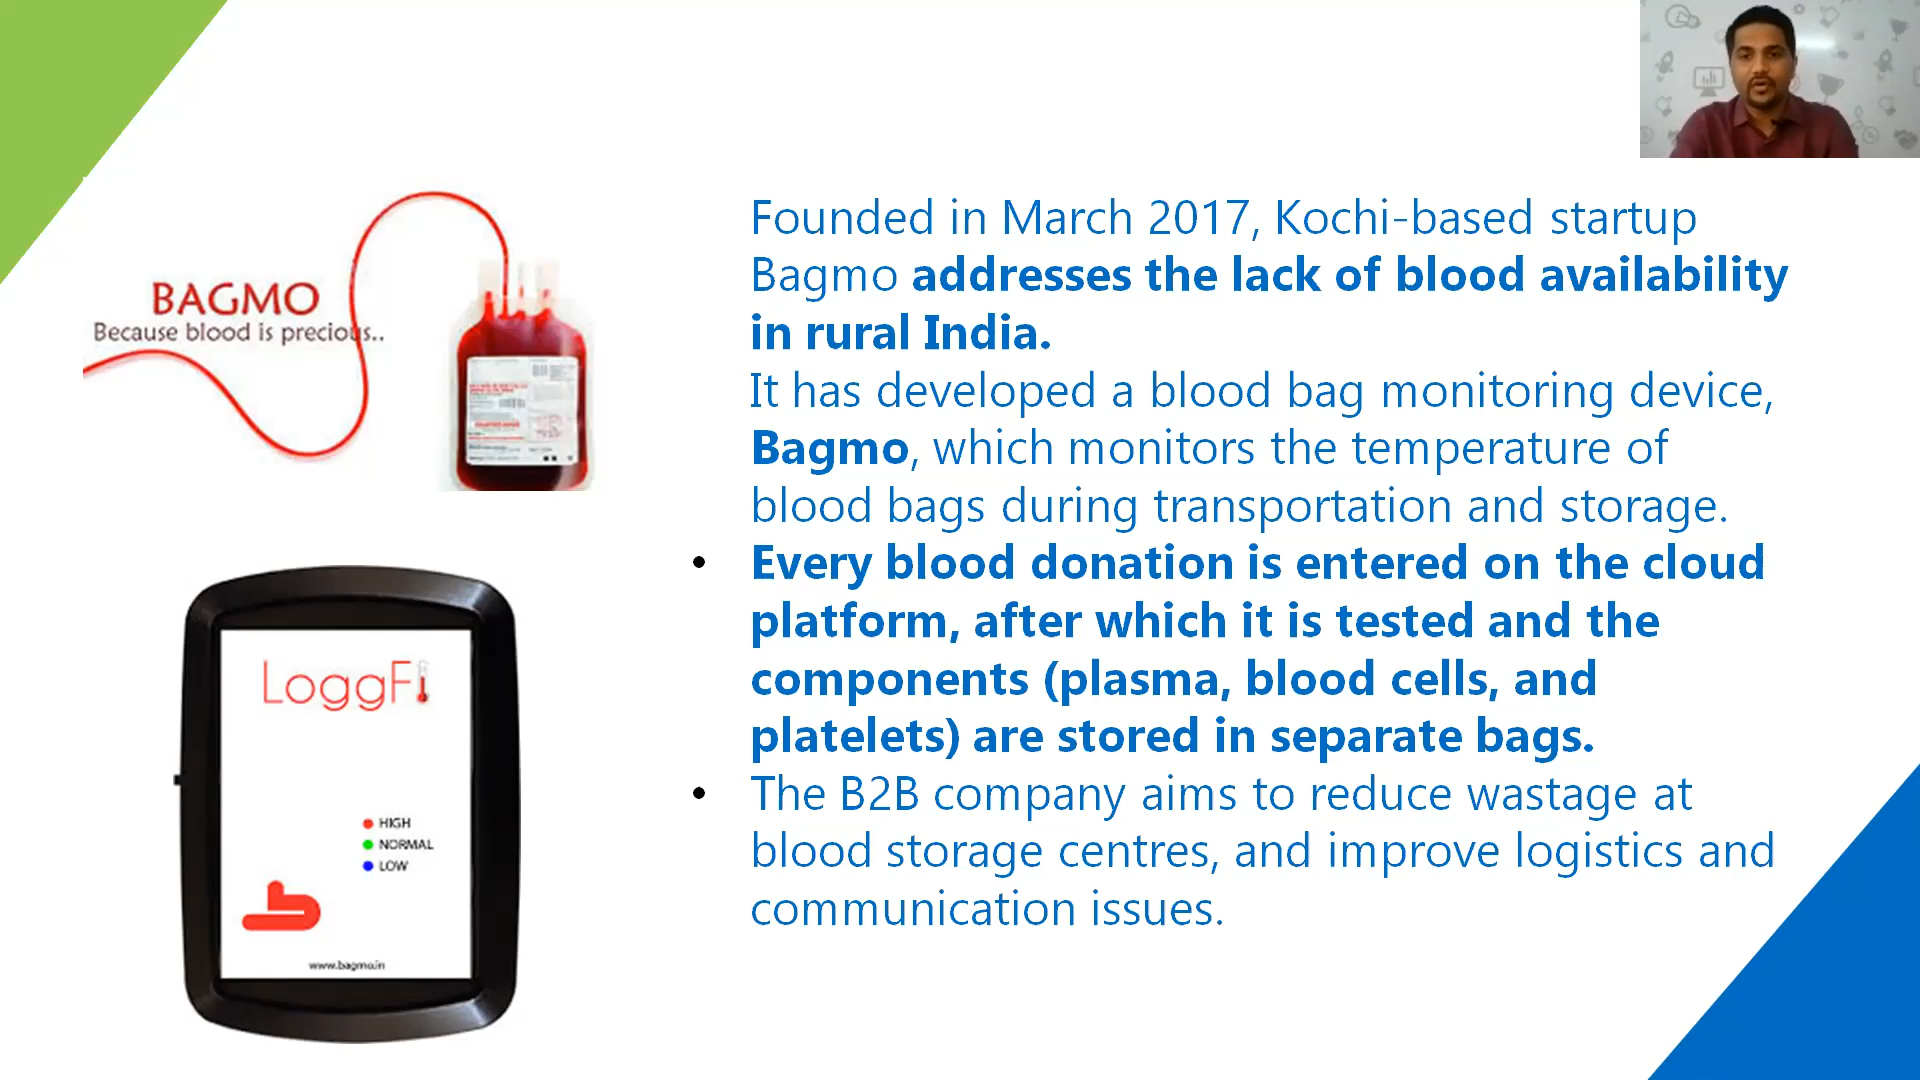 BAGMO
Because blood is precious..
LoggFi
HIGH
NORMAL
LOW
www.bagmo.in
Founded in March 2017, Kochi-based startup
Bagmo addresses the lack of blood availability
in rural India.
It has developed a blood bag monitoring device,
Bagmo, which monitors the temperature of
blood bags during transportation and storage.
• Every blood donation is entered on the cloud
platform, after which it is tested and the
components (plasma, blood cells, and
platelets) are stored in separate bags.
• The B2B company aims to reduce wastage at
blood storage centres, and improve logistics and
communication issues.